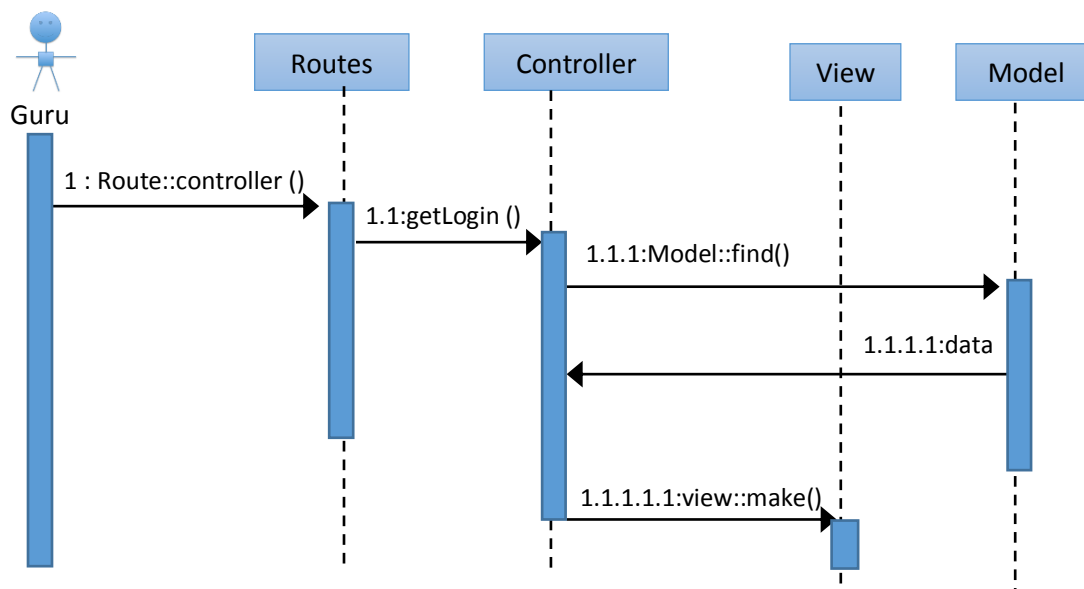 Routes
Controller
View
Model
Guru
1 : Route::controller ()
1.1:getLogin ()
1.1.1:Model::find()
1.1.1.1:data
1.1.1.1.1:view::make()